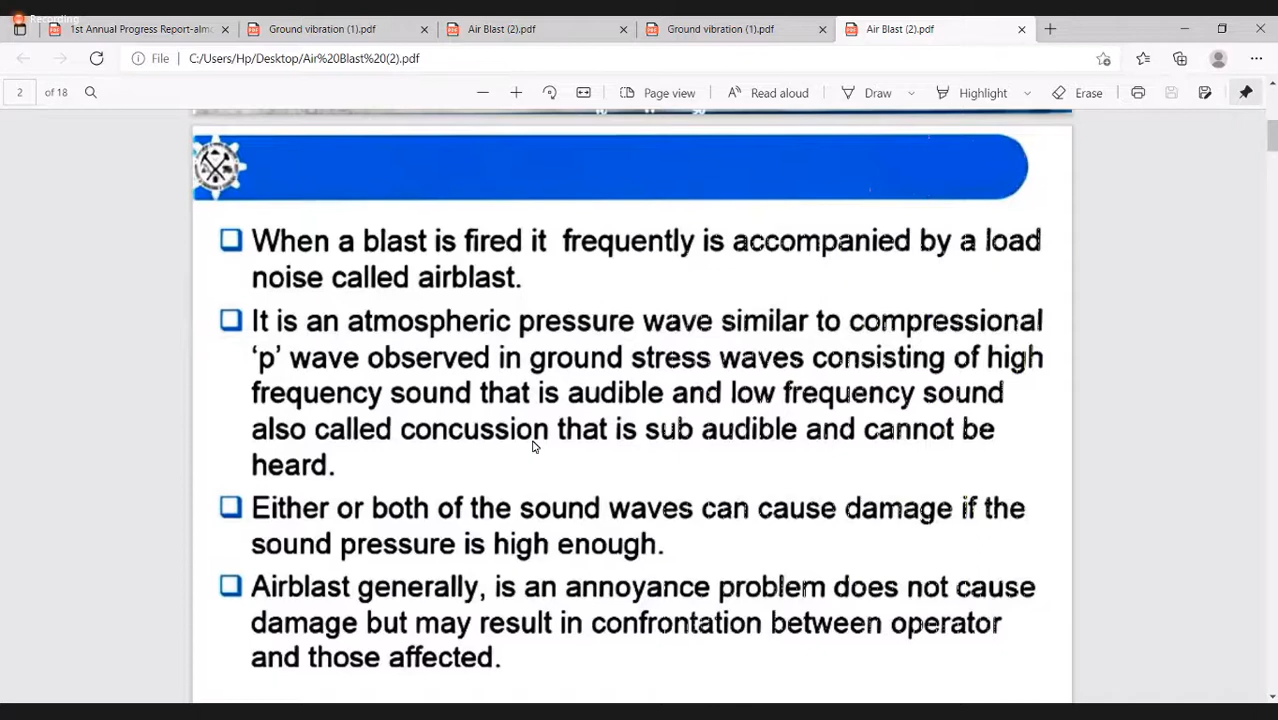 Recording
1st Annual Progress Report-almo
Ground vibration (1).pdf
Air Blast (2).pdf
Ground vibration (1).pdf
Air Blast (2).pdf
File C:/Users/Hp/Desktop/Air%20Blast%20(2).pdf
2 of 18 Page view Read aloud Draw Highlight Erase
When a blast is fired it frequently is accompanied by a load
noise called airblast.
It is an atmospheric pressure wave similar to compressional
‘p’ wave observed in ground stress waves consisting of high
frequency sound that is audible and low frequency sound
also called concussion that is sub audible and cannot be
heard.
Either or both of the sound waves can cause damage if the
sound pressure is high enough.
Airblast generally, is an annoyance problem does not cause
damage but may result in confrontation between operator
and those affected.